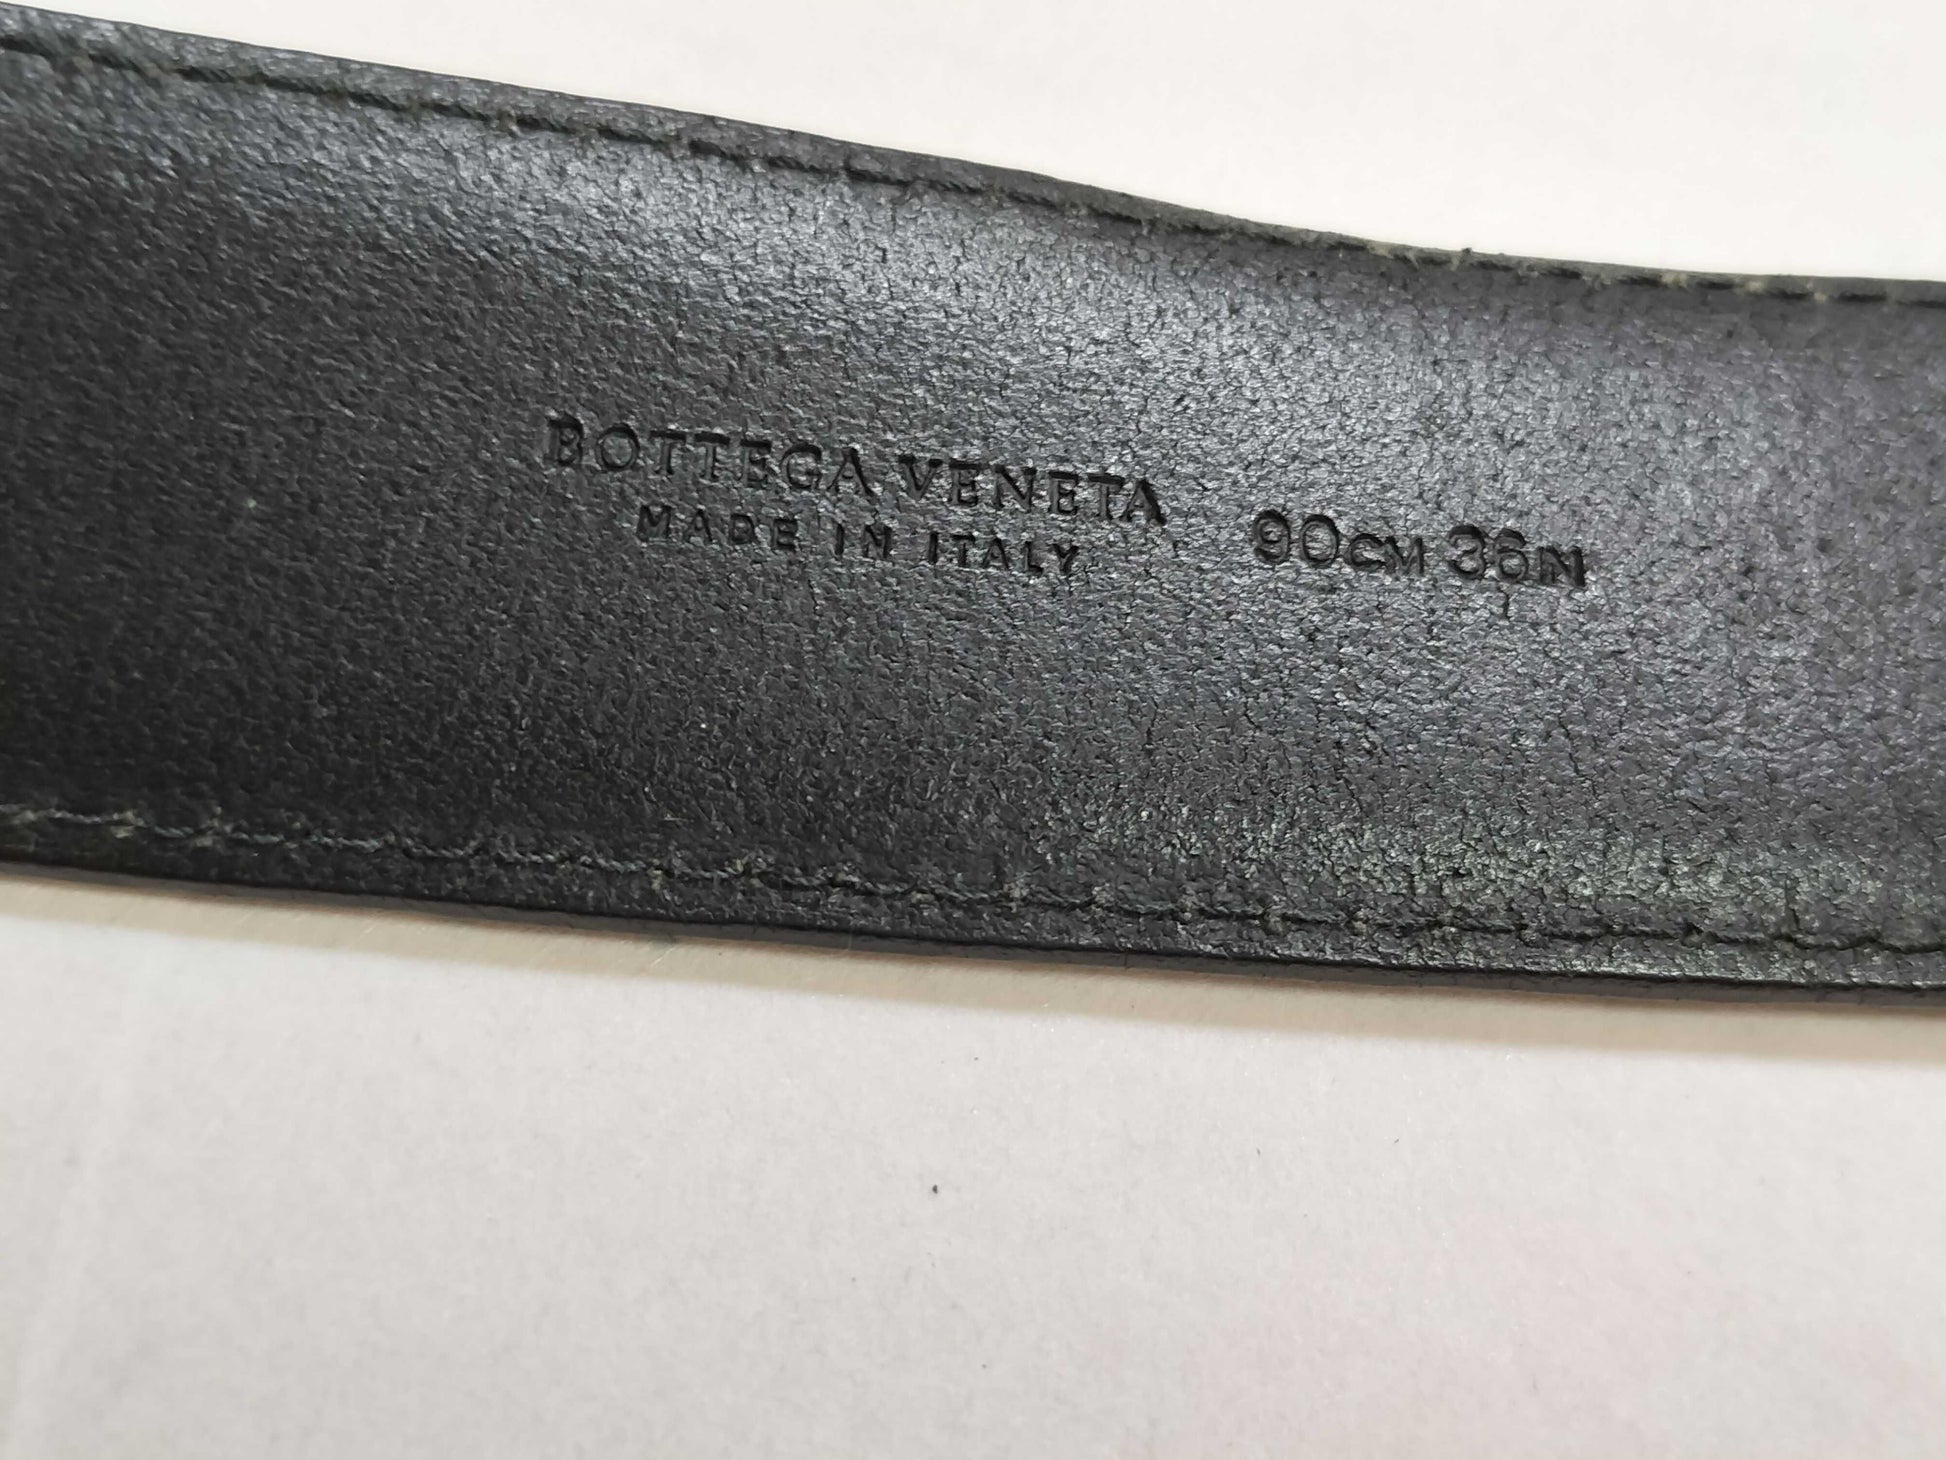 BOTTEGA VENETA
MADE IN ITALY
90CM 36IN